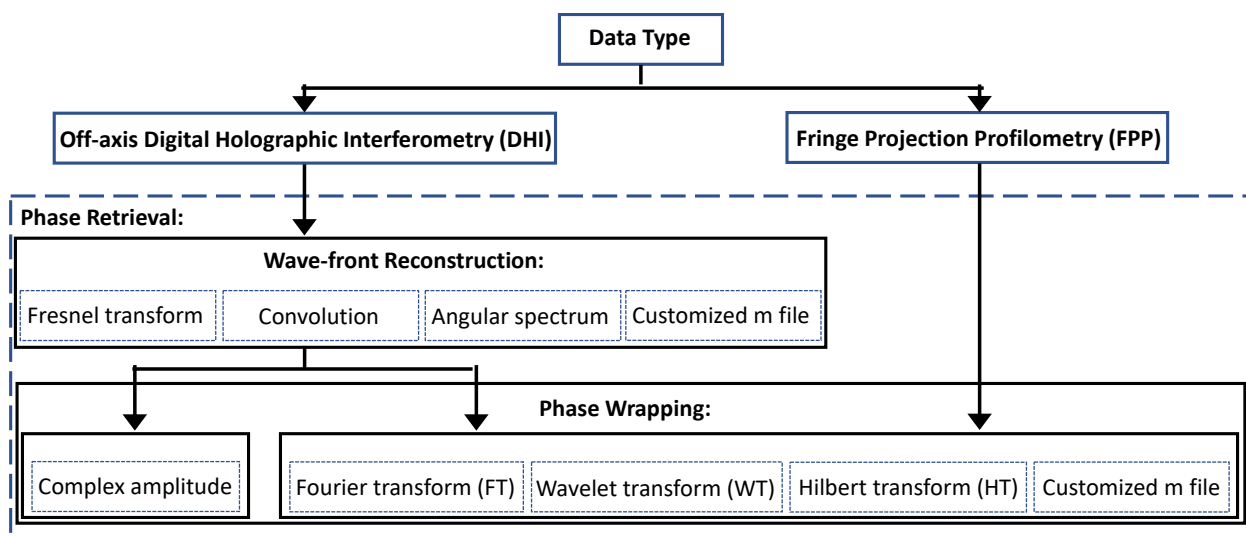 Data Type
Off-axis Digital Holographic Interferometry (DHI)
Fringe Projection Profilometry (FPP)
Phase Retrieval:
Wave-front Reconstruction:
Fresnel transform
Convolution
Angular spectrum
Customized m file
Phase Wrapping:
Complex amplitude
Fourier transform (FT)
Wavelet transform (WT)
Hilbert transform (HT)
Customized m file